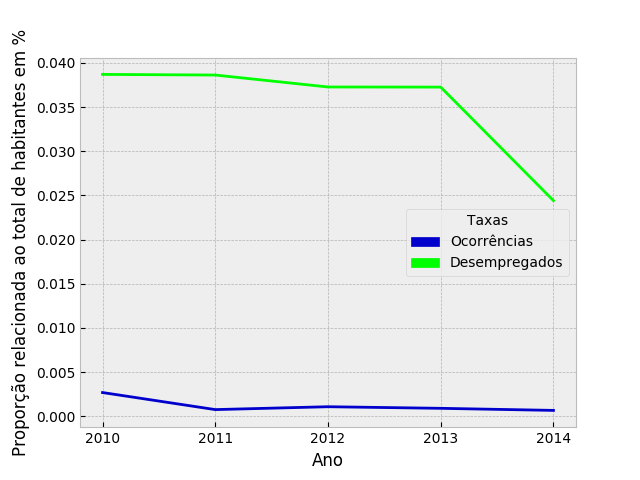 Proporção relacionada ao total de habitantes em %
0.040
0.035
0.030
0.025
0.020
0.015
0.010
0.005
0.000
Taxas
Ocorrências
Desempregados
2010 2011 2012 2013 2014
Ano